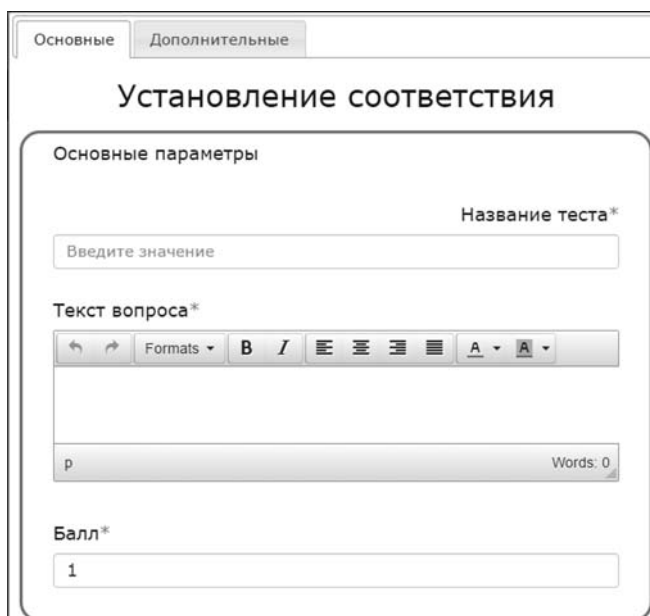 Основные Дополнительные
Установление соответствия
Основные параметры
Название теста*
Введите значение
Текст вопроса*
Formats B I A A
p Words: 0
Балл*
1